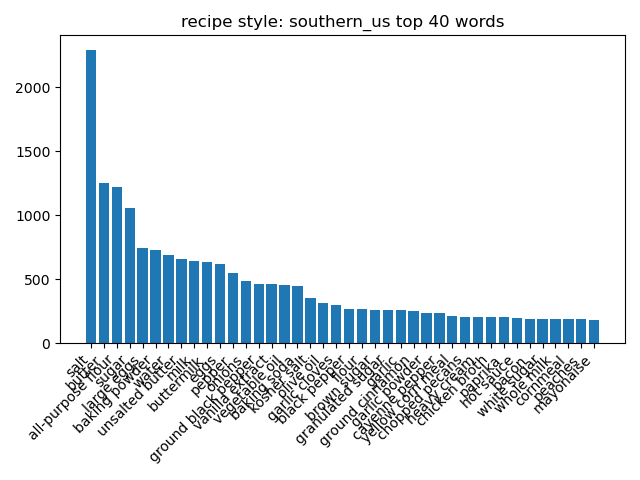 recipe style: southern_us top 40 words
2000
1500
1000
500
0
salt
butter
all-purpose flour
sugar
large eggs
baking powder
water
unsalted butter
milk
buttermilk
eggs
pepper
onions
ground black pepper
vanilla extract
vegetable oil
baking soda
kosher salt
olive oil
garlic cloves
black pepper
flour
brown sugar
granulated sugar
garlic
ground cinnamon
garlic powder
cayenne pepper
yellow corn meal
chopped pecans
heavy cream
paprika
chicken broth
hot sauce
bacon
white sugar
whole milk
cornmeal
peaches
mayonaise